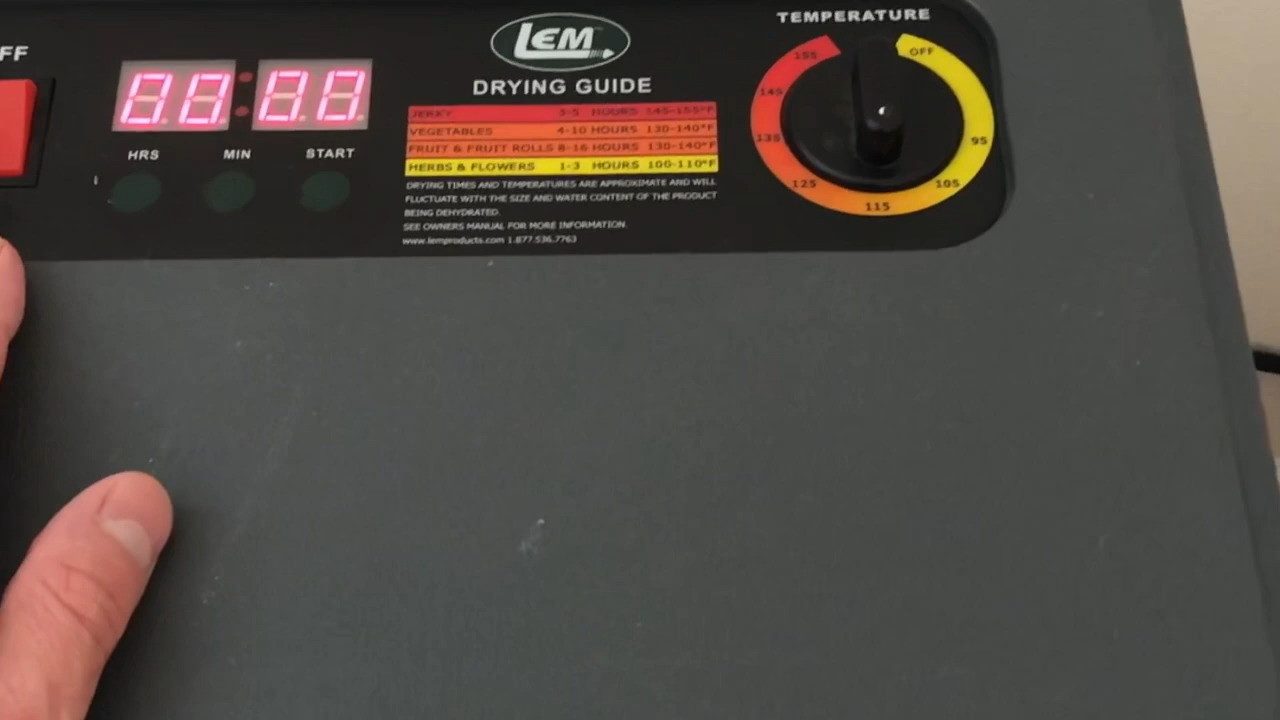 FF
00:00
HRS
MIN
START
LEM
DRYING GUIDE
JERKY 3-5 HOURS 145-155°F
VEGETABLES 4-10 HOURS 130-140°F
FRUIT & FRUIT ROLLS 8-16 HOURS 130-140°F
HERBS & FLOWERS 1-3 HOURS 100-110°F
DRYING TIMES AND TEMPERATURES ARE APPROXIMATE AND WILL
FLUCTUATE WITH THE SIZE AND WATER CONTENT OF THE PRODUCT
BEING DEHYDRATED.
SEE OWNERS MANUAL FOR MORE INFORMATION.
www.lemproducts.com 1.877.536.7763
TEMPERATURE
OFF
95
105
115
125
135
145
155